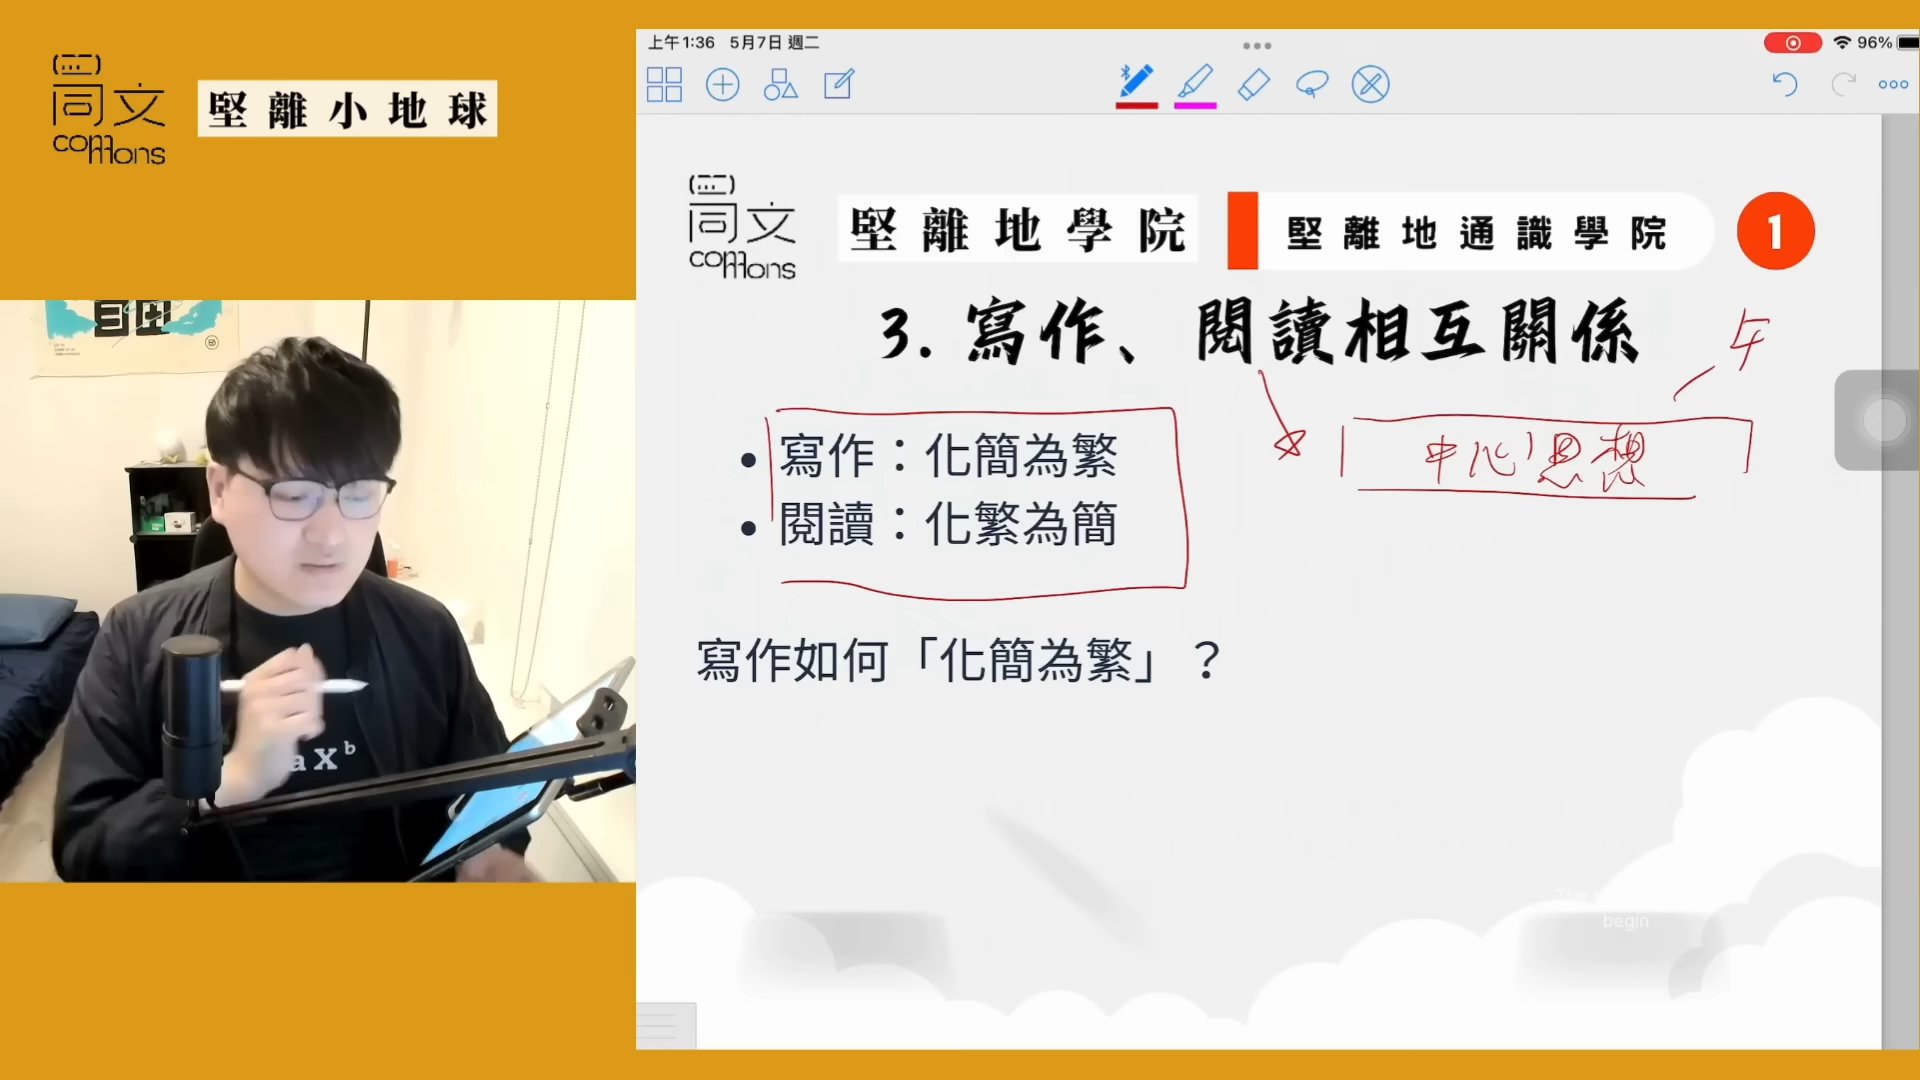 同文
commons
堅離小地球
上午1:36 5月7日 週二
96%
同文
commons
堅離地學院
堅離地通識學院
1
3. 寫作、閱讀相互關係
• 寫作：化簡為繁
• 閱讀：化繁為簡
中心思想
寫作如何「化簡為繁」？
自由
a X b
begin